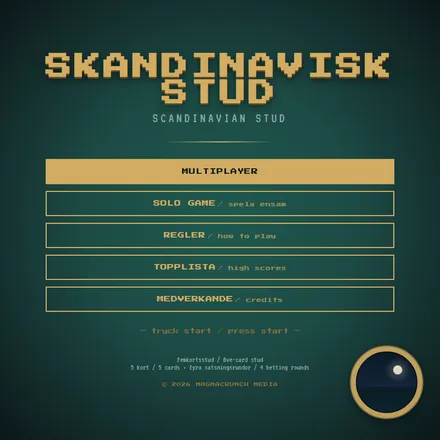 SKANDINAVISK
STUD
SCANDINAVIAN STUD
MULTIPLAYER
SOLO GAME / spela ensam
REGLER / how to play
TOPPLISTA / high scores
MEDVERKANDE / credits
— tryck start / press start —
femkortsstud / five-card stud
5 kort / 5 cards · fyra satsningsrundor / 4 betting rounds
© 2026 MAGMACRUNCH MEDIA